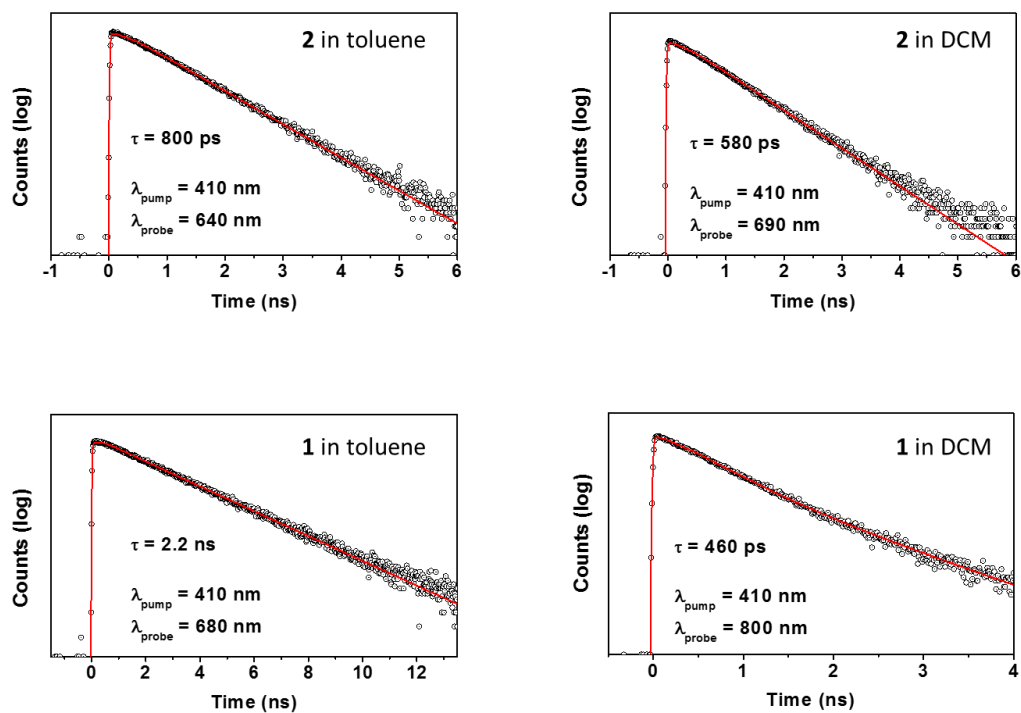 2 in toluene
Counts (log)
τ = 800 ps
λpump = 410 nm
λprobe = 640 nm
-1 0 1 2 3 4 5 6
Time (ns)
2 in DCM
Counts (log)
τ = 580 ps
λpump = 410 nm
λprobe = 690 nm
-1 0 1 2 3 4 5 6
Time (ns)
1 in toluene
Counts (log)
τ = 2.2 ns
λpump = 410 nm
λprobe = 680 nm
0 2 4 6 8 10 12
Time (ns)
1 in DCM
Counts (log)
τ = 460 ps
λpump = 410 nm
λprobe = 800 nm
0 1 2 3 4
Time (ns)